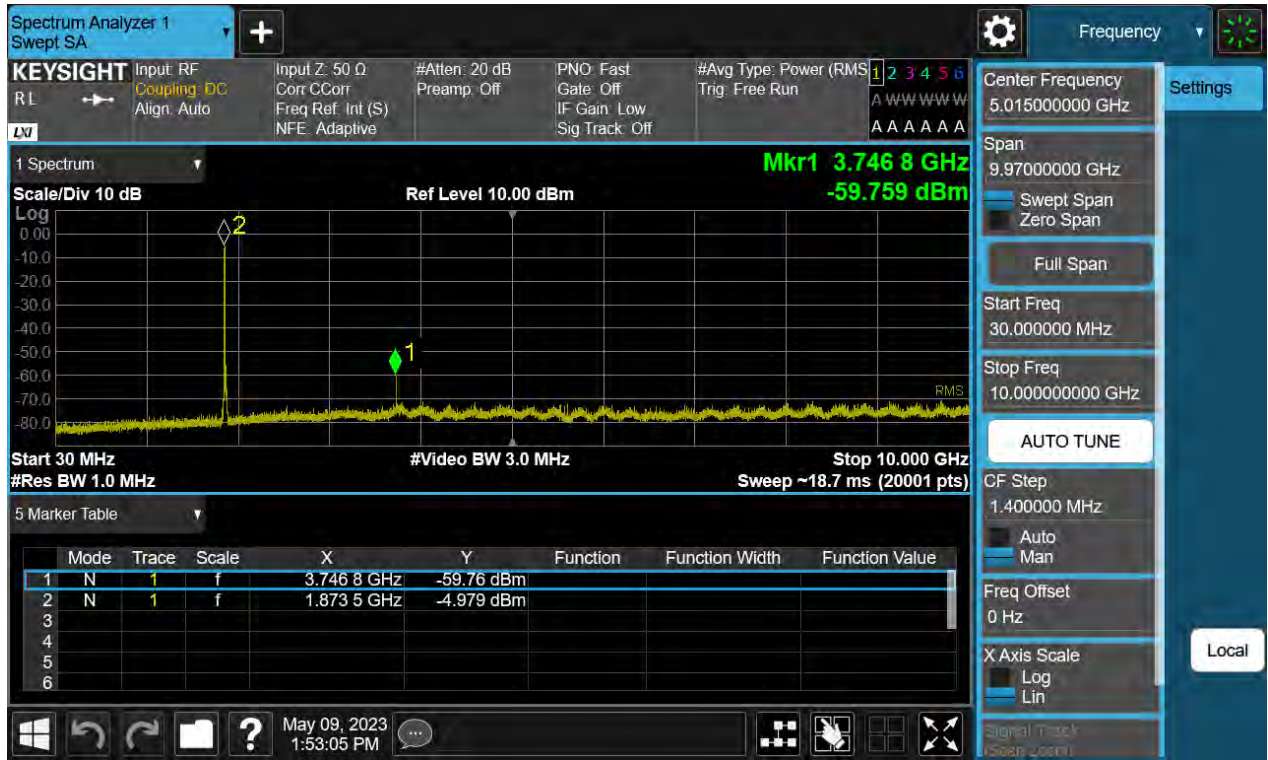 Spectrum Analyzer 1
Swept SA
+
Frequency
KEYSIGHT
RL
LXI
Input: RF
Coupling: DC
Align: Auto
Input Z: 50 Ω
Corr CCorr
Freq Ref: Int (S)
NFE: Adaptive
#Atten: 20 dB
Preamp: Off
PNO: Fast
Gate: Off
IF Gain: Low
Sig Track: Off
#Avg Type: Power (RMS
Trig: Free Run
1 2 3 4 5 6
A W W W W W
A A A A A A
1 Spectrum
Scale/Div 10 dB
Ref Level 10.00 dBm
Mkr1 3.746 8 GHz
-59.759 dBm
Log
0.00
-10.0
-20.0
-30.0
-40.0
-50.0
-60.0
-70.0
-80.0
2
1
RMS
Start 30 MHz
#Video BW 3.0 MHz
Stop 10.000 GHz
#Res BW 1.0 MHz
Sweep ~18.7 ms (20001 pts)
5 Marker Table
Mode Trace Scale X Y Function Function Width Function Value
1 N 1 f 3.746 8 GHz -59.76 dBm
2 N 1 f 1.873 5 GHz -4.979 dBm
3
4
5
6
?
May 09, 2023
1:53:05 PM
Center Frequency
5.015000000 GHz
Settings
Span
9.97000000 GHz
Swept Span
Zero Span
Full Span
Start Freq
30.000000 MHz
Stop Freq
10.000000000 GHz
AUTO TUNE
CF Step
1.400000 MHz
Auto
Man
Freq Offset
0 Hz
X Axis Scale
Log
Lin
Signal Track
(Span Zoom)
Local